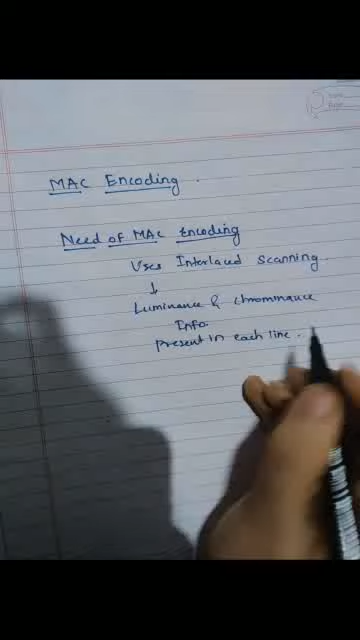 MAC Encoding.
Need of MAC Encoding
Uses Interlaced Scanning.
↓
Luminance & chrominance
Info.
Present in each line.